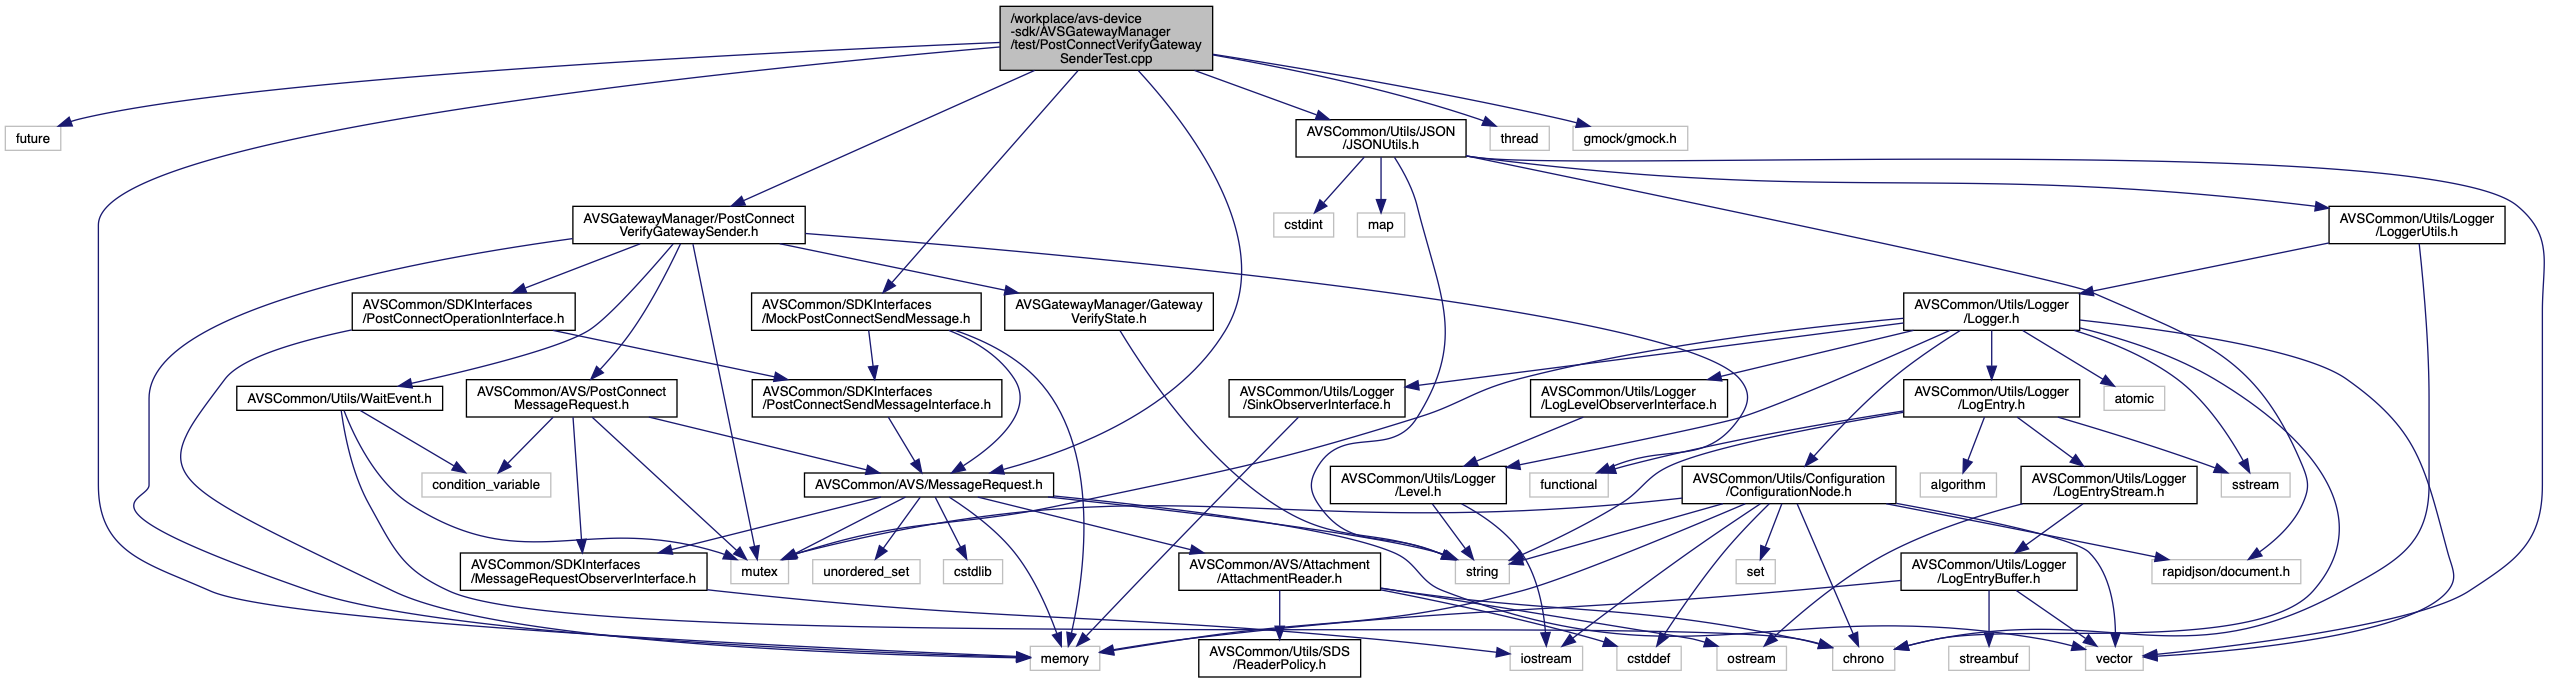 /workplace/avs-device
-sdk/AVSGatewayManager
/test/PostConnectVerifyGateway
SenderTest.cpp
future
AVSCommon/Utils/JSON
/JSONUtils.h
thread
gmock/gmock.h
AVSGatewayManager/PostConnect
VerifyGatewaySender.h
cstdint
map
AVSCommon/Utils/Logger
/LoggerUtils.h
AVSCommon/SDKInterfaces
/PostConnectOperationInterface.h
AVSCommon/SDKInterfaces
/MockPostConnectSendMessage.h
AVSGatewayManager/Gateway
VerifyState.h
AVSCommon/Utils/Logger
/Logger.h
AVSCommon/Utils/WaitEvent.h
AVSCommon/AVS/PostConnect
MessageRequest.h
AVSCommon/SDKInterfaces
/PostConnectSendMessageInterface.h
AVSCommon/Utils/Logger
/SinkObserverInterface.h
AVSCommon/Utils/Logger
/LogLevelObserverInterface.h
AVSCommon/Utils/Logger
/LogEntry.h
atomic
condition_variable
AVSCommon/AVS/MessageRequest.h
AVSCommon/Utils/Logger
/Level.h
functional
AVSCommon/Utils/Configuration
/ConfigurationNode.h
algorithm
AVSCommon/Utils/Logger
/LogEntryStream.h
sstream
AVSCommon/SDKInterfaces
/MessageRequestObserverInterface.h
mutex
unordered_set
cstdlib
AVSCommon/AVS/Attachment
/AttachmentReader.h
string
set
AVSCommon/Utils/Logger
/LogEntryBuffer.h
rapidjson/document.h
memory
AVSCommon/Utils/SDS
/ReaderPolicy.h
iostream
cstddef
ostream
chrono
streambuf
vector